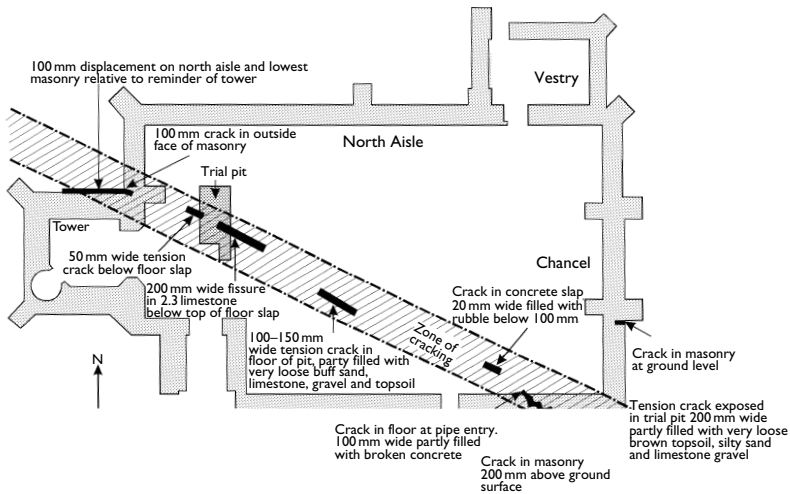 100 mm displacement on north aisle and lowest
masonry relative to reminder of tower
Vestry
100 mm crack in outside
face of masonry
North Aisle
Trial pit
Tower
50 mm wide tension
crack below floor slap
200 mm wide fissure
in 2.3 limestone
below top of floor slap
Chancel
Crack in concrete slap
20 mm wide filled with
rubble below 100 mm
100–150 mm
wide tension crack in
floor of pit, party filled with
very loose buff sand,
limestone, gravel and topsoil
Zone of
cracking
Crack in masonry
at ground level
N
Tension crack exposed
in trial pit 200 mm wide
partly filled with very loose
brown topsoil, silty sand
and limestone gravel
Crack in floor at pipe entry.
100 mm wide partly filled
with broken concrete
Crack in masonry
200 mm above ground
surface